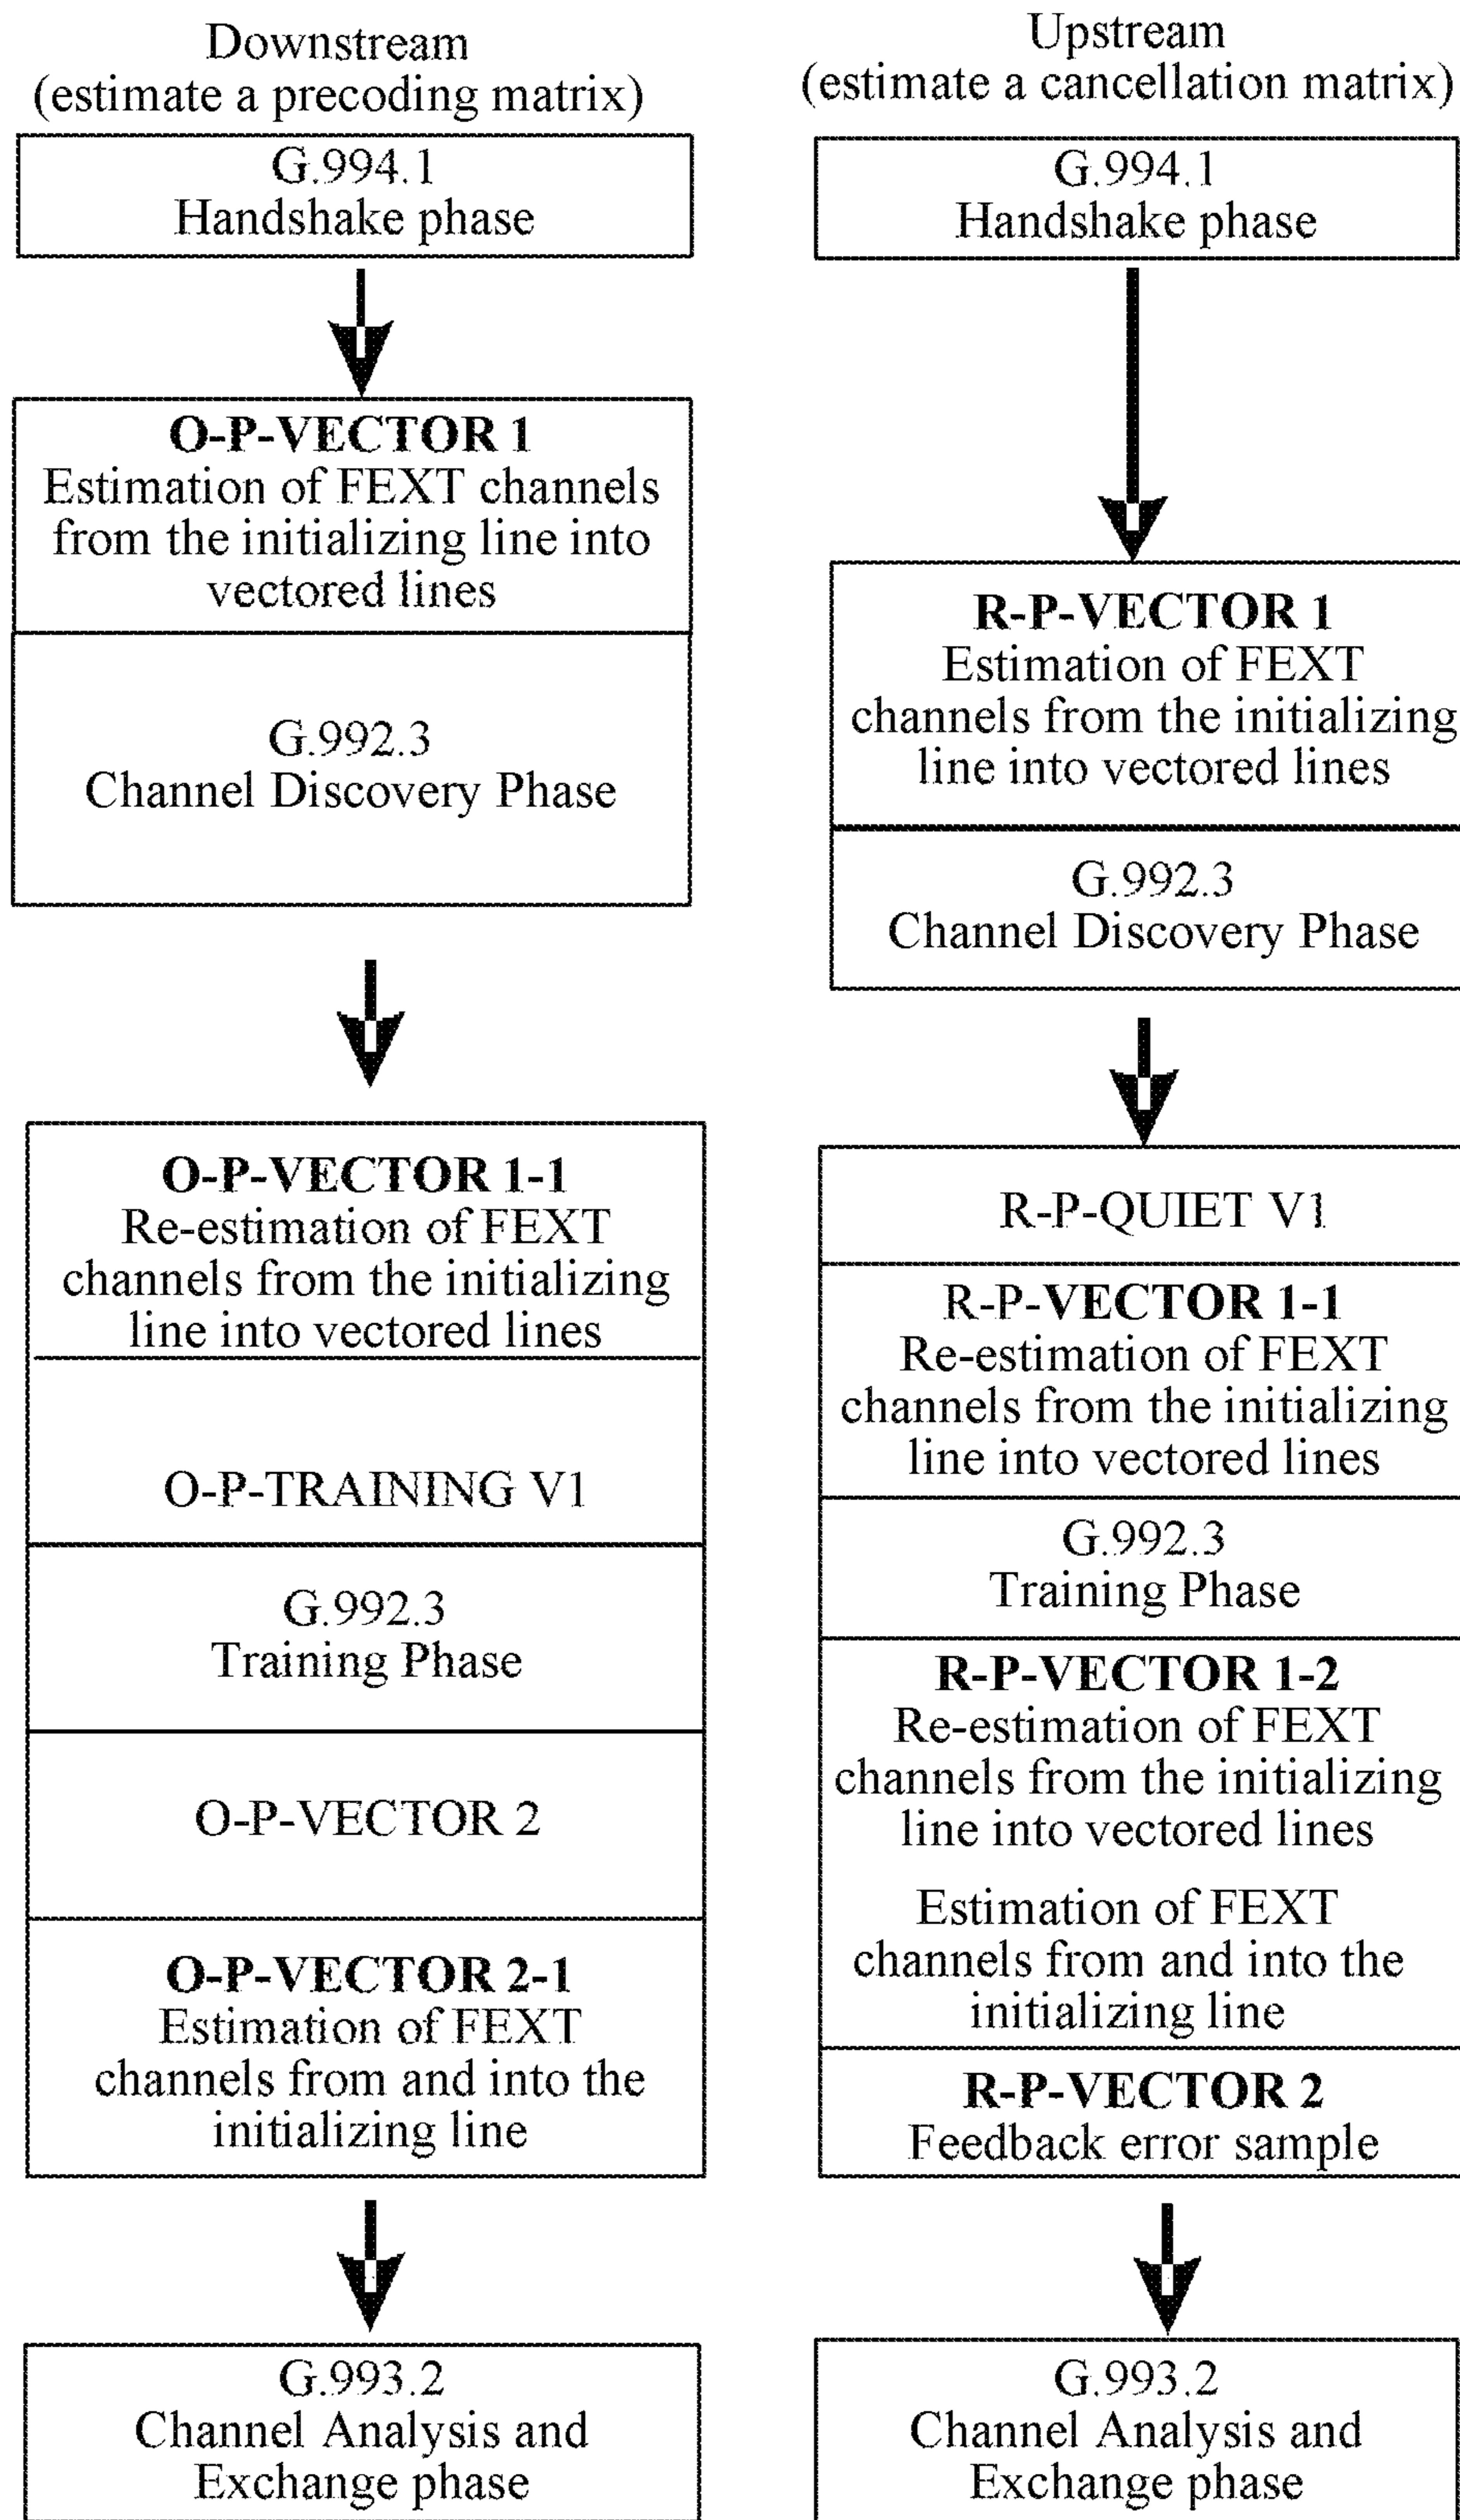 Downstream
(estimate a precoding matrix)
G.994.1
Handshake phase
O-P-VECTOR 1
Estimation of FEXT channels
from the initializing line into
vectored lines
G.992.3
Channel Discovery Phase
O-P-VECTOR 1-1
Re-estimation of FEXT
channels from the initializing
line into vectored lines
O-P-TRAINING V1
G.992.3
Training Phase
O-P-VECTOR 2
O-P-VECTOR 2-1
Estimation of FEXT
channels from and into the
initializing line
G.993.2
Channel Analysis and
Exchange phase
Upstream
(estimate a cancellation matrix)
G.994.1
Handshake phase
R-P-VECTOR 1
Estimation of FEXT
channels from the initializing
line into vectored lines
G.992.3
Channel Discovery Phase
R-P-QUIET V1
R-P-VECTOR 1-1
Re-estimation of FEXT
channels from the initializing
line into vectored lines
G.992.3
Training Phase
R-P-VECTOR 1-2
Re-estimation of FEXT
channels from the initializing
line into vectored lines
Estimation of FEXT
channels from and into the
initializing line
R-P-VECTOR 2
Feedback error sample
G.993.2
Channel Analysis and
Exchange phase